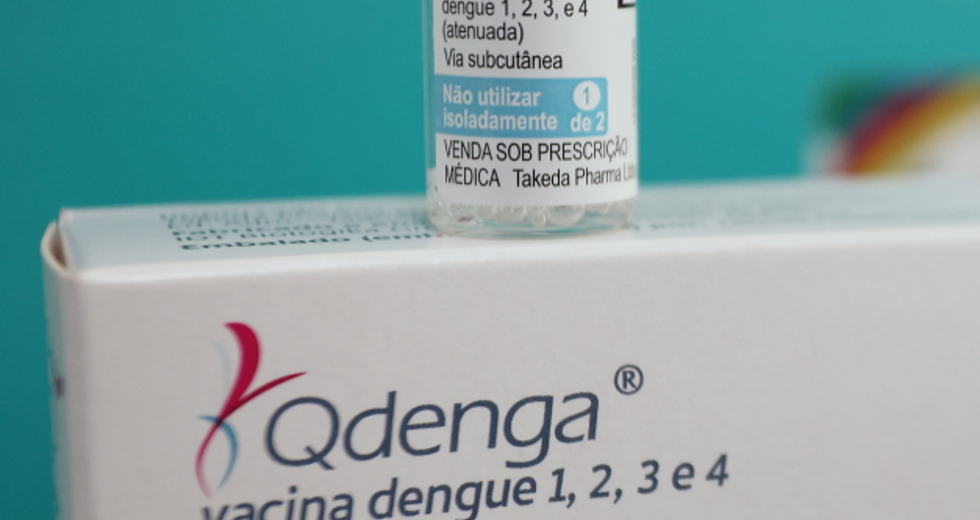 dengue 1, 2, 3, e 4
(atenuada)
Via subcutânea
Não utilizar 1
isoladamente de 2
VENDA SOB PRESCRIÇÃO
MÉDICA Takeda Pharma
Embalado
Qdenga®
vacina dengue 1, 2, 3 e 4